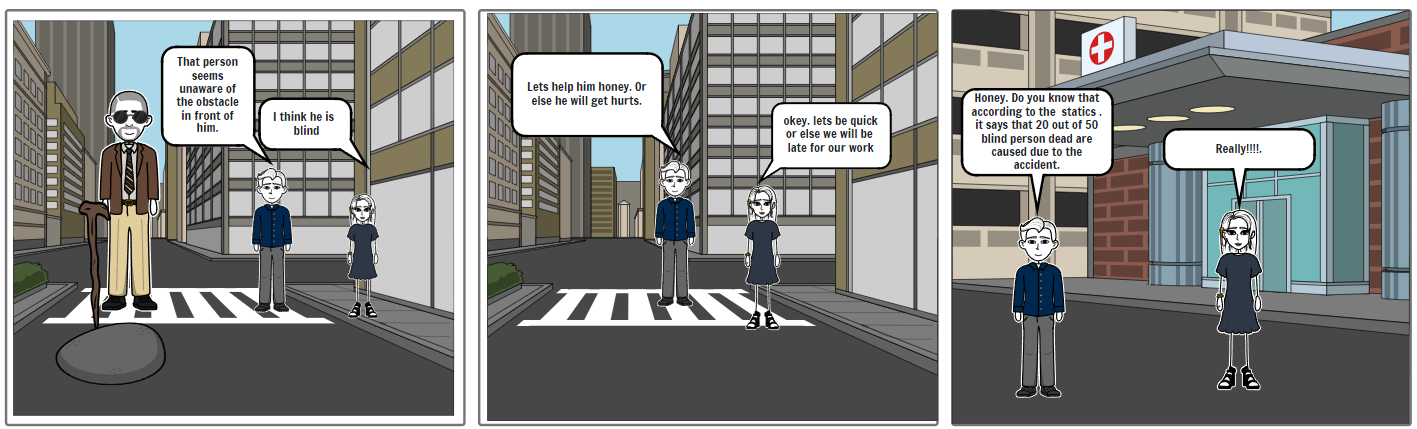 That person
seems
unaware of
the obstacle
in front of
him.
I think he is
blind
Lets help him honey. Or
else he will get hurts.
okey. lets be quick
or else we will be
late for our work
Honey. Do you know that
according to the statics .
it says that 20 out of 50
blind person dead are
caused due to the
accident.
Really!!!!.